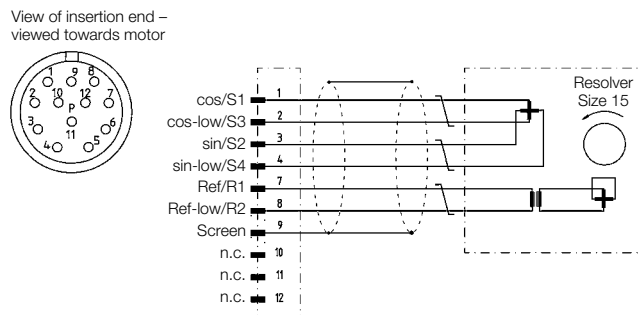 View of insertion end –
viewed towards motor
1 9 8
2 10 12 7
P
3 11 6
4 5
Resolver
Size 15
cos/S1 1
cos-low/S3 2
sin/S2 3
sin-low/S4 4
Ref/R1 7
Ref-low/R2 8
Screen 9
n.c. 10
n.c. 11
n.c. 12